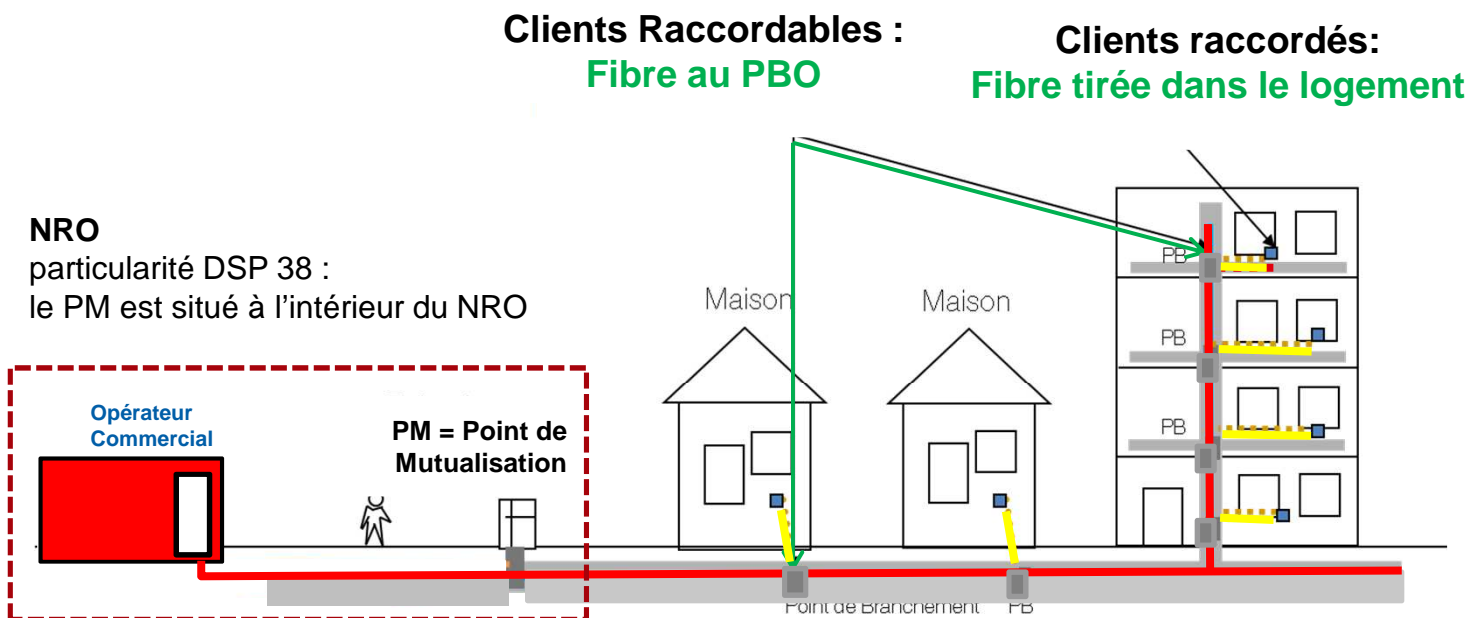 Clients Raccordables :
Fibre au PBO
Clients raccordés:
Fibre tirée dans le logement
NRO
particularité DSP 38 :
le PM est situé à l'intérieur du NRO
Opérateur
Commercial
PM = Point de
Mutualisation
Maison
Maison
PB
PB
PB
Point de Branchement PB